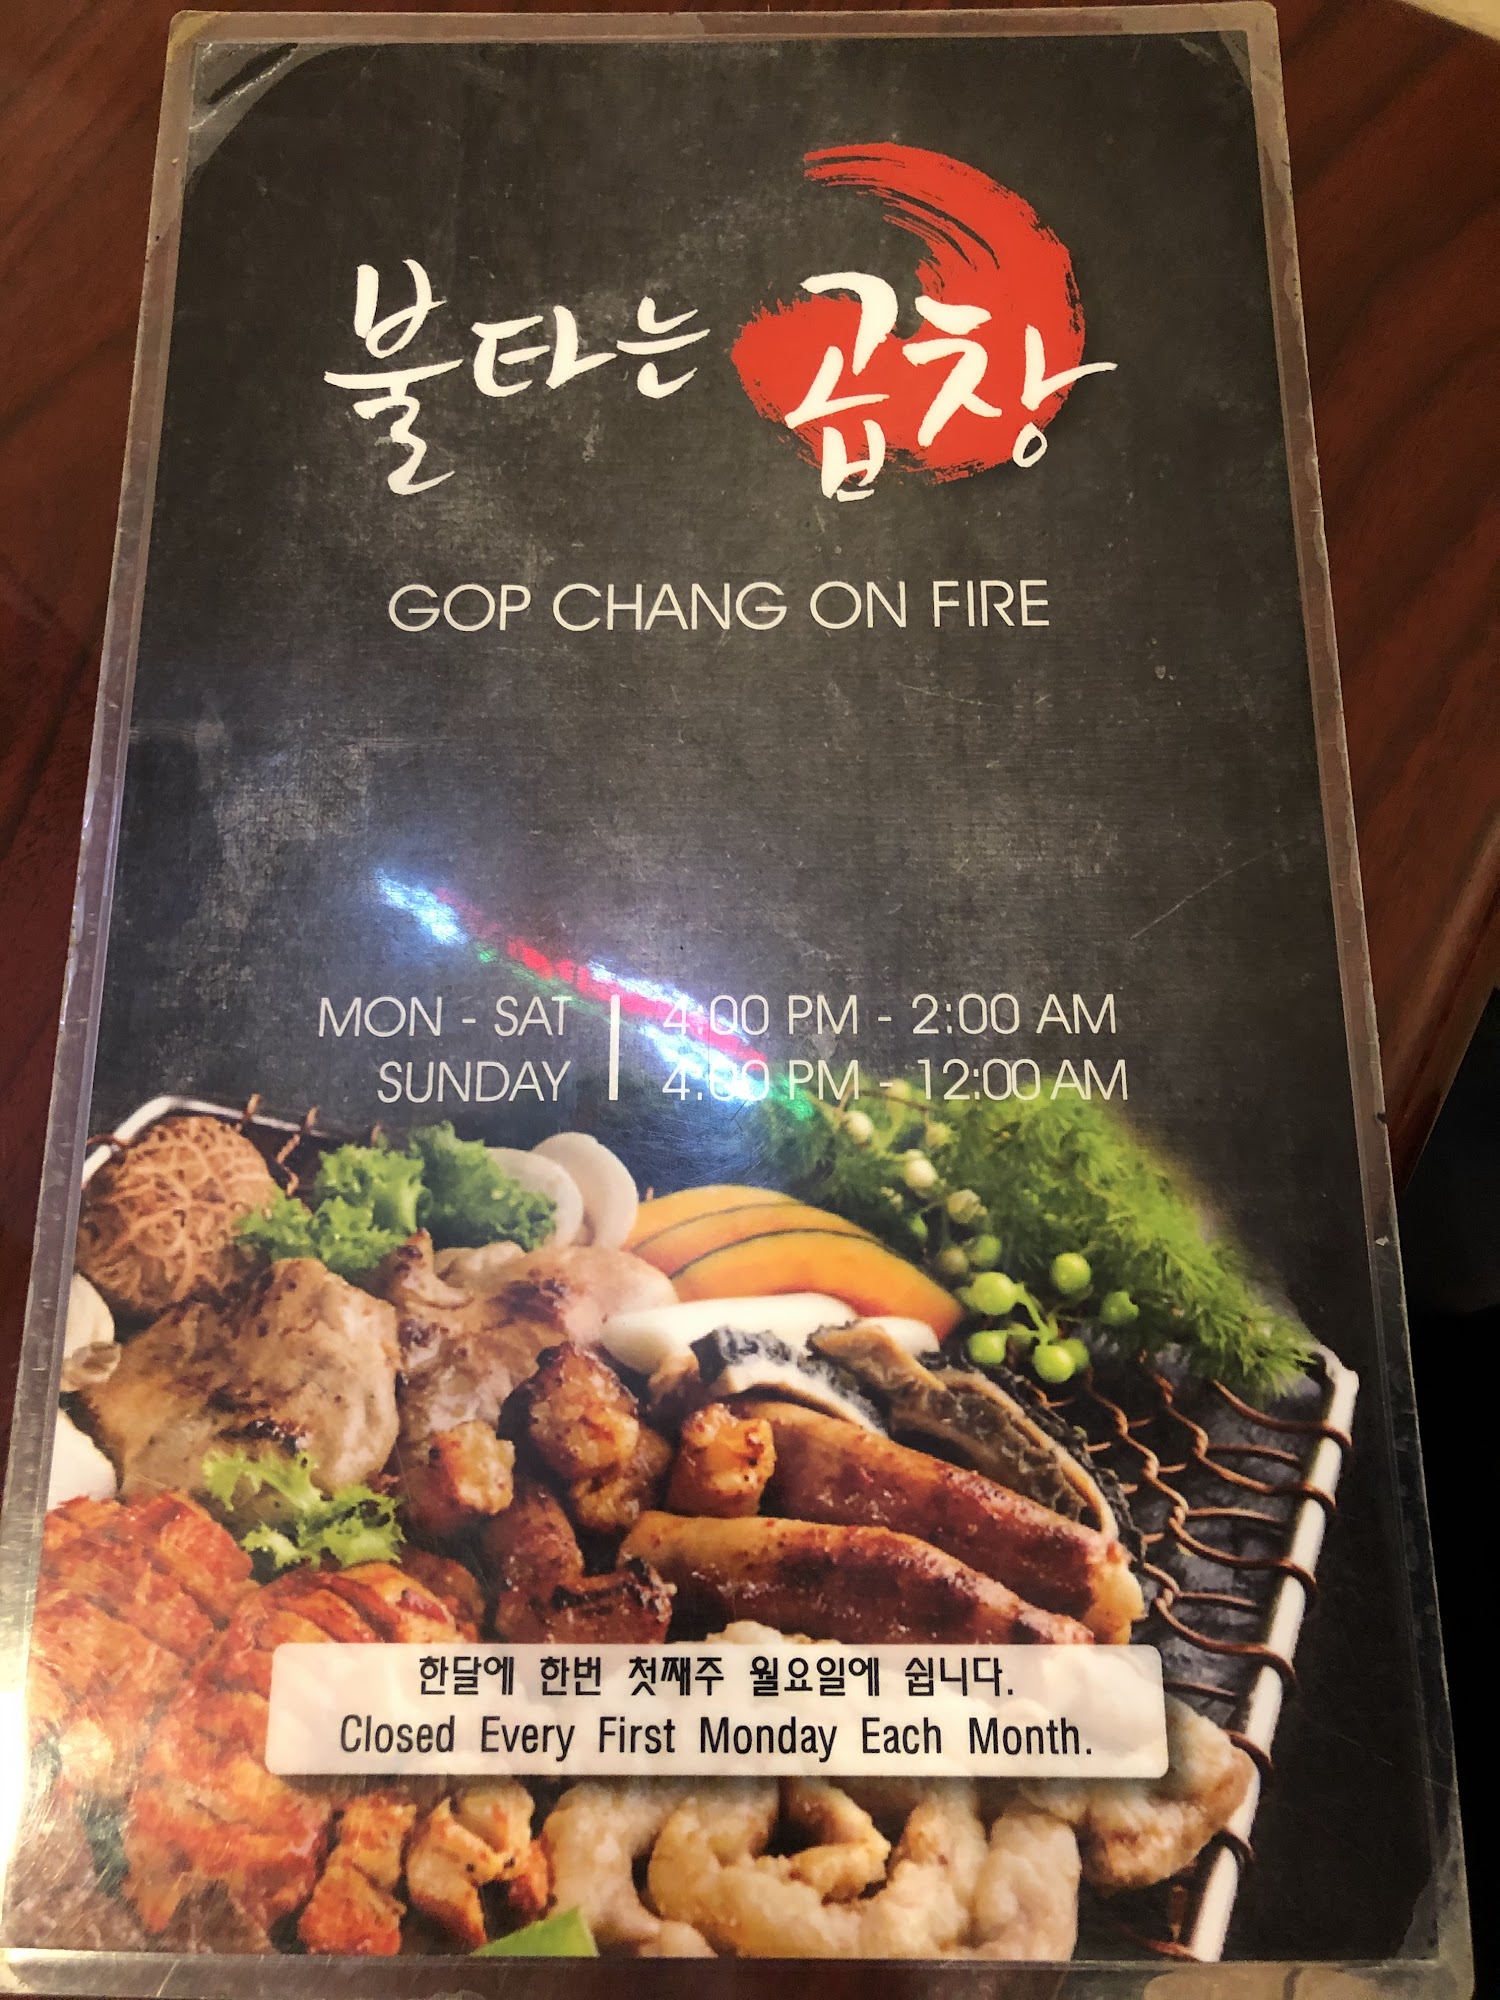 불타는 곱창
GOP CHANG ON FIRE
MON - SAT | 4:00 PM - 2:00 AM
SUNDAY | 4:00 PM - 12:00 AM
한달에 한번 첫째주 월요일에 쉽니다.
Closed Every First Monday Each Month.